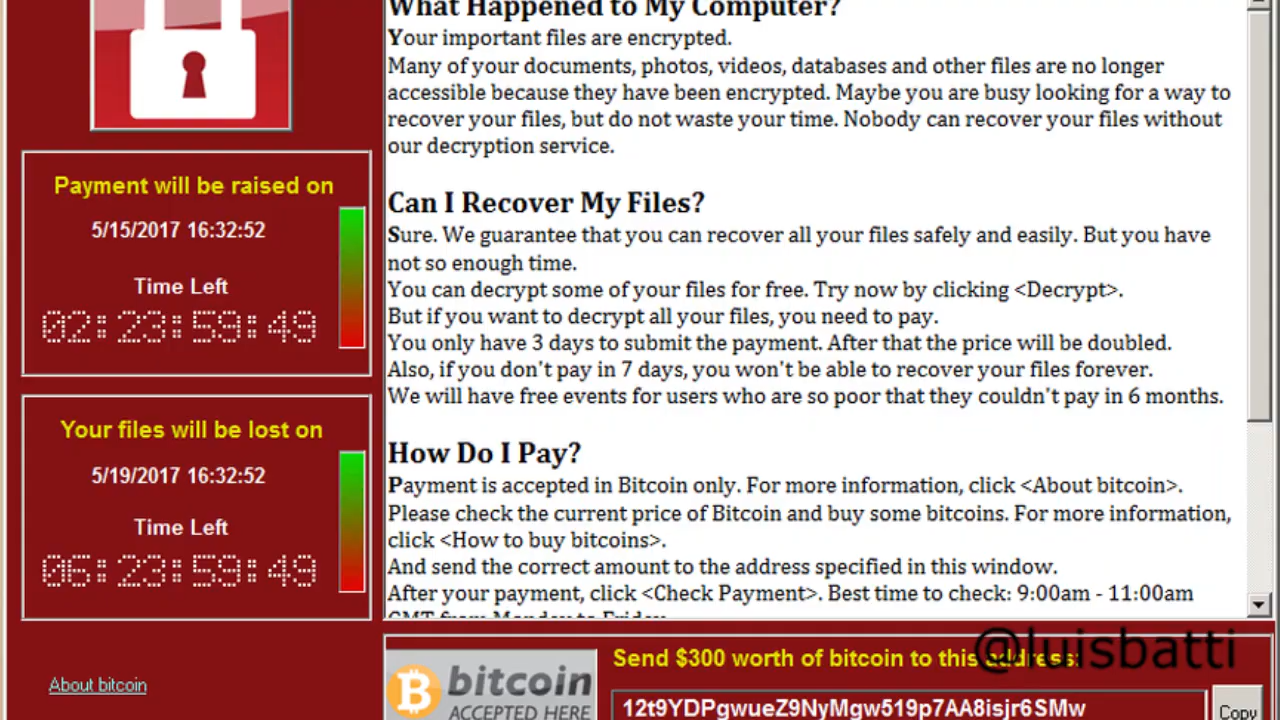 What Happened to My Computer?
Your important files are encrypted.
Many of your documents, photos, videos, databases and other files are no longer
accessible because they have been encrypted. Maybe you are busy looking for a way to
recover your files, but do not waste your time. Nobody can recover your files without
our decryption service.
Can I Recover My Files?
Sure. We guarantee that you can recover all your files safely and easily. But you have
not so enough time.
You can decrypt some of your files for free. Try now by clicking <Decrypt>.
But if you want to decrypt all your files, you need to pay.
You only have 3 days to submit the payment. After that the price will be doubled.
Also, if you don't pay in 7 days, you won't be able to recover your files forever.
We will have free events for users who are so poor that they couldn't pay in 6 months.
How Do I Pay?
Payment is accepted in Bitcoin only. For more information, click <About bitcoin>.
Please check the current price of Bitcoin and buy some bitcoins. For more information,
click <How to buy bitcoins>.
And send the correct amount to the address specified in this window.
After your payment, click <Check Payment>. Best time to check: 9:00am - 11:00am
GMT from Monday to Friday
Payment will be raised on
5/15/2017 16:32:52
Time Left
02:23:59:49
Your files will be lost on
5/19/2017 16:32:52
Time Left
06:23:59:49
About bitcoin
bitcoin
ACCEPTED HERE
Send $300 worth of bitcoin to this address:
12t9YDPgwueZ9NyMgw519p7AA8isjr6SMw
Copy
@luisbatti